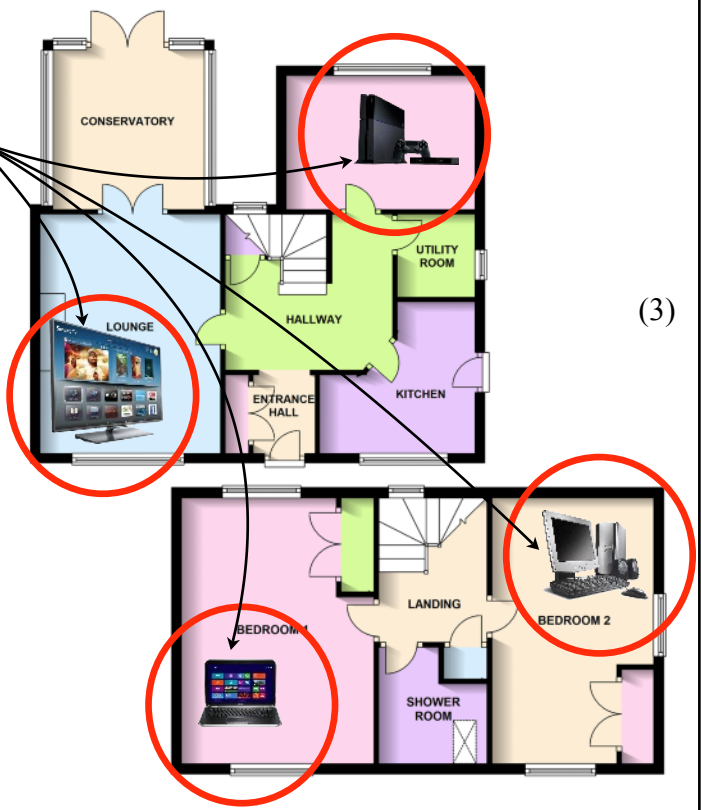 CONSERVATORY
UTILITY
ROOM
(3)
LOUNGE
HALLWAY
ENTRANCE
HALL
KITCHEN
LANDING
BEDROOM 1
BEDROOM 2
SHOWER
ROOM